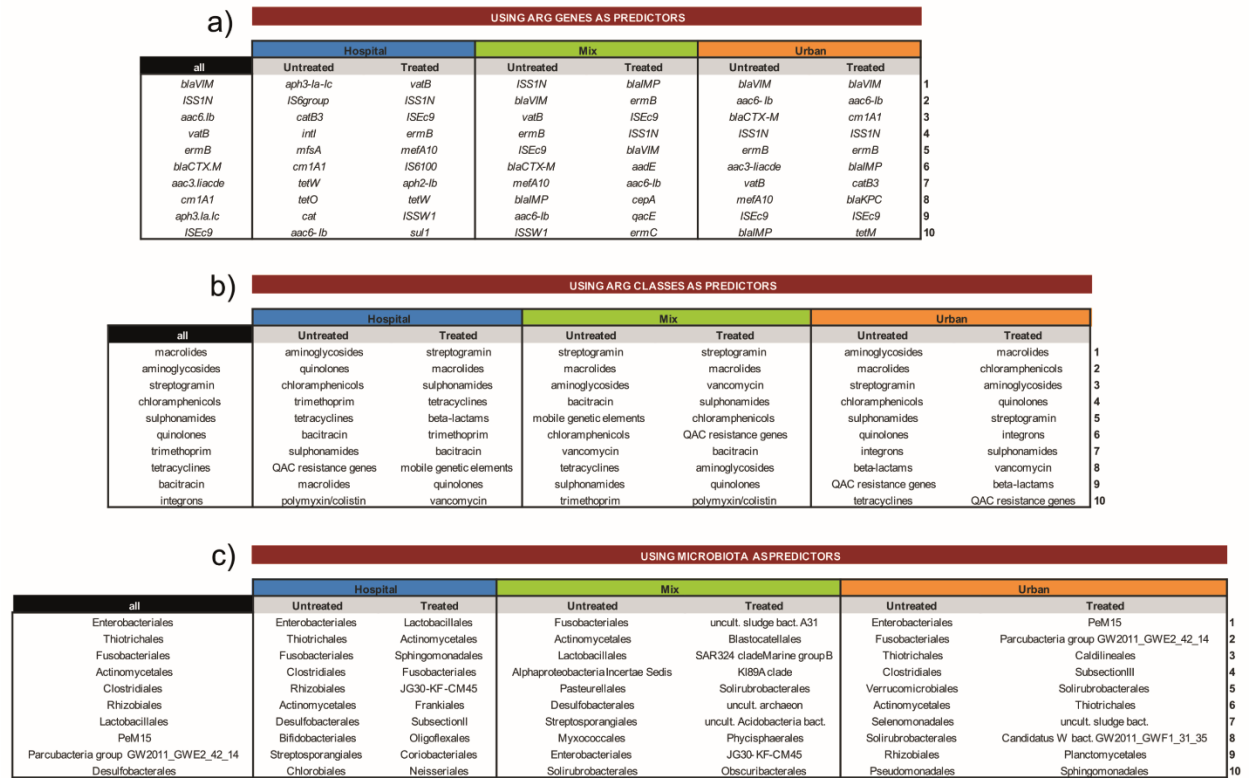 a)
USING ARG GENES AS PREDICTORS
Hospital Mix Urban
all Untreated Treated Untreated Treated Untreated Treated
blaVIM aph3-Ia-Ic vatB ISS1N blaIMP blaVIM blaVIM 1
ISS1N IS6group ISS1N blaVIM ermB aac6-Ib aac6-Ib 2
aac6.Ib catB3 ISEc9 vatB ISEc9 blaCTX-M cm1A1 3
vatB intI ermB ermB ISS1N ISS1N ISS1N 4
ermB mfsA mefA10 ISEc9 blaVIM ermB ermB 5
blaCTX.M cm1A1 IS6100 blaCTX-M aadE aac3-Iiacde blaIMP 6
aac3.Iiacde tetW aph2-Ib mefA10 aac6-Ib vatB catB3 7
cm1A1 tetO tetW blaIMP cepA mefA10 blaKPC 8
aph3.Ia.Ic cat ISSW1 aac6-Ib qacE ISEc9 ISEc9 9
ISEc9 aac6-Ib sul1 ISSW1 ermC blaIMP tetM 10
b)
USING ARG CLASSES AS PREDICTORS
Hospital Mix Urban
all Untreated Treated Untreated Treated Untreated Treated
macrolides aminoglycosides streptogramin streptogramin streptogramin aminoglycosides macrolides 1
aminoglycosides quinolones macrolides macrolides macrolides macrolides chloramphenicols 2
streptogramin chloramphenicols sulphonamides aminoglycosides vancomycin streptogramin aminoglycosides 3
chloramphenicols trimethoprim tetracyclines bacitracin sulphonamides chloramphenicols quinolones 4
sulphonamides tetracyclines beta-lactams mobile genetic elements chloramphenicols sulphonamides streptogramin 5
quinolones bacitracin trimethoprim chloramphenicols QAC resistance genes quinolones integrons 6
trimethoprim sulphonamides bacitracin vancomycin bacitracin integrons sulphonamides 7
tetracyclines QAC resistance genes mobile genetic elements tetracyclines aminoglycosides beta-lactams vancomycin 8
bacitracin macrolides quinolones sulphonamides quinolones QAC resistance genes beta-lactams 9
integrons polymyxin/colistin vancomycin trimethoprim polymyxin/colistin tetracyclines QAC resistance genes 10
c)
USING MICROBIOTA AS PREDICTORS
Hospital Mix Urban
all Untreated Treated Untreated Treated Untreated Treated
Enterobacteriales Enterobacteriales Lactobacillales Fusobacteriales uncult. sludge bact. A31 Enterobacteriales PeM15 1
Thiotrichales Thiotrichales Actinomycetales Actinomycetales Blastocatellales Fusobacteriales Parcubacteria group GW2011_GWE2_42_14 2
Fusobacteriales Fusobacteriales Sphingomonadales Lactobacillales SAR324 cladeMarine group B Thiotrichales Caldilineales 3
Actinomycetales Clostridiales Fusobacteriales Alphaproteobacteria Incertae Sedis KI89A clade Clostridiales SubsectionIII 4
Clostridiales Rhizobiales JG30-KF-CM45 Pasteurellales Solirubrobacterales Verrucomicrobiales Solirubrobacterales 5
Rhizobiales Actinomycetales Frankiales Desulfobacterales uncult. archaeon Actinomycetales Thiotrichales 6
Lactobacillales Desulfobacterales SubsectionII Streptosporangiales uncult. Acidobacteria bact. Selenomonadales uncult. sludge bact. 7
PeM15 Bifidobacteriales Oligoflexales Myxococcales Phycisphaerales Solirubrobacterales Candidatus W bact. GW2011_GWF1_31_35 8
Parcubacteria group GW2011_GWE2_42_14 Streptosporangiales Coriobacteriales Enterobacteriales JG30-KF-CM45 Rhizobiales Planctomycetales 9
Desulfobacterales Chlorobiales Neisseriales Solirubrobacterales Obscuribacterales Pseudomonadales Sphingomonadales 10